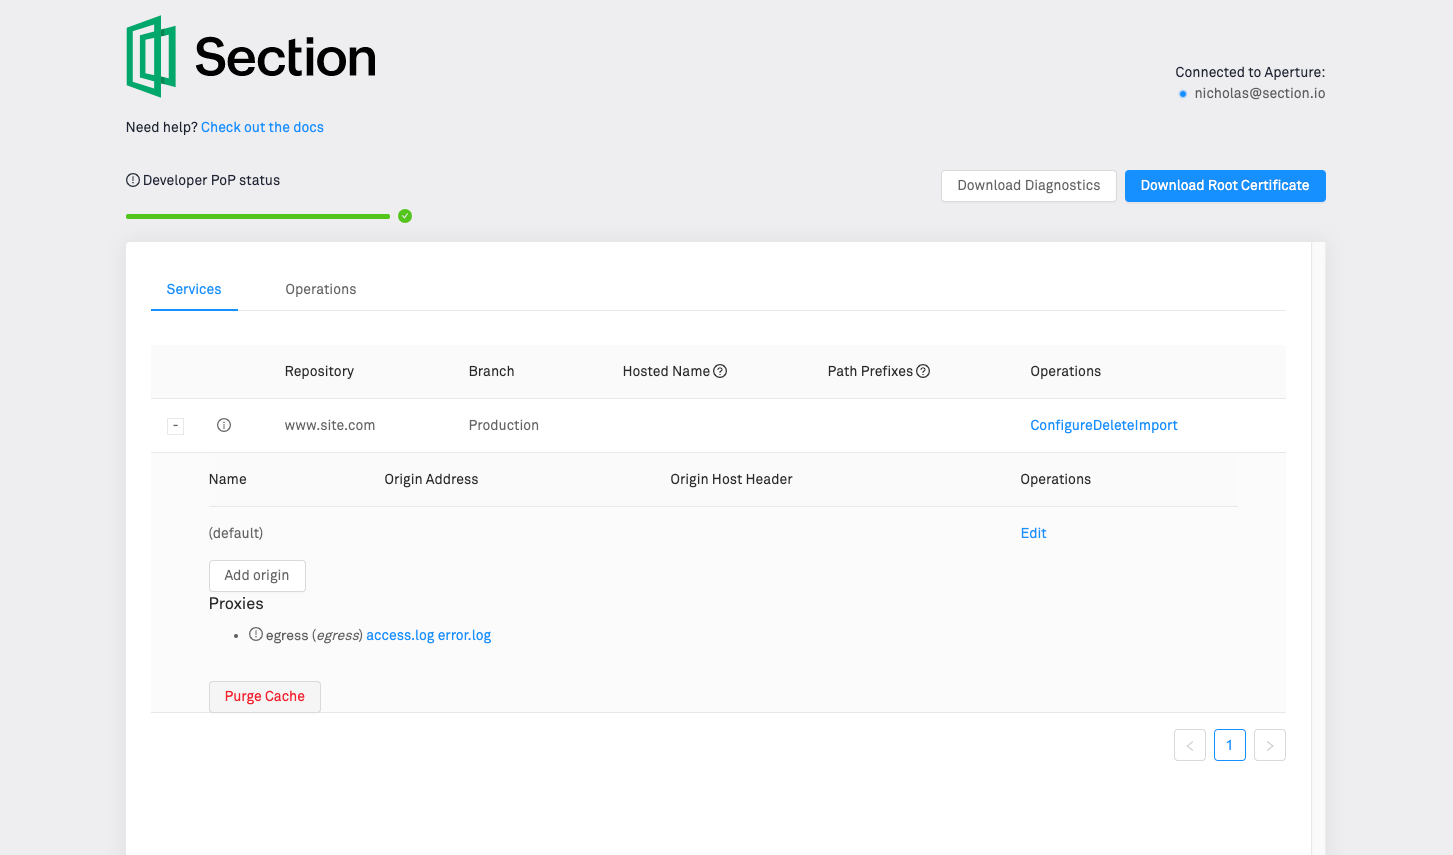 Section
Connected to Aperture:
nicholas@section.io
Need help? Check out the docs
Developer PoP status
Download Diagnostics
Download Root Certificate
Services Operations
Repository Branch Hosted Name Path Prefixes Operations
- www.site.com Production ConfigureDeleteImport
Name Origin Address Origin Host Header Operations
(default) Edit
Add origin
Proxies
• egress (egress) access.log error.log
Purge Cache
< 1 >